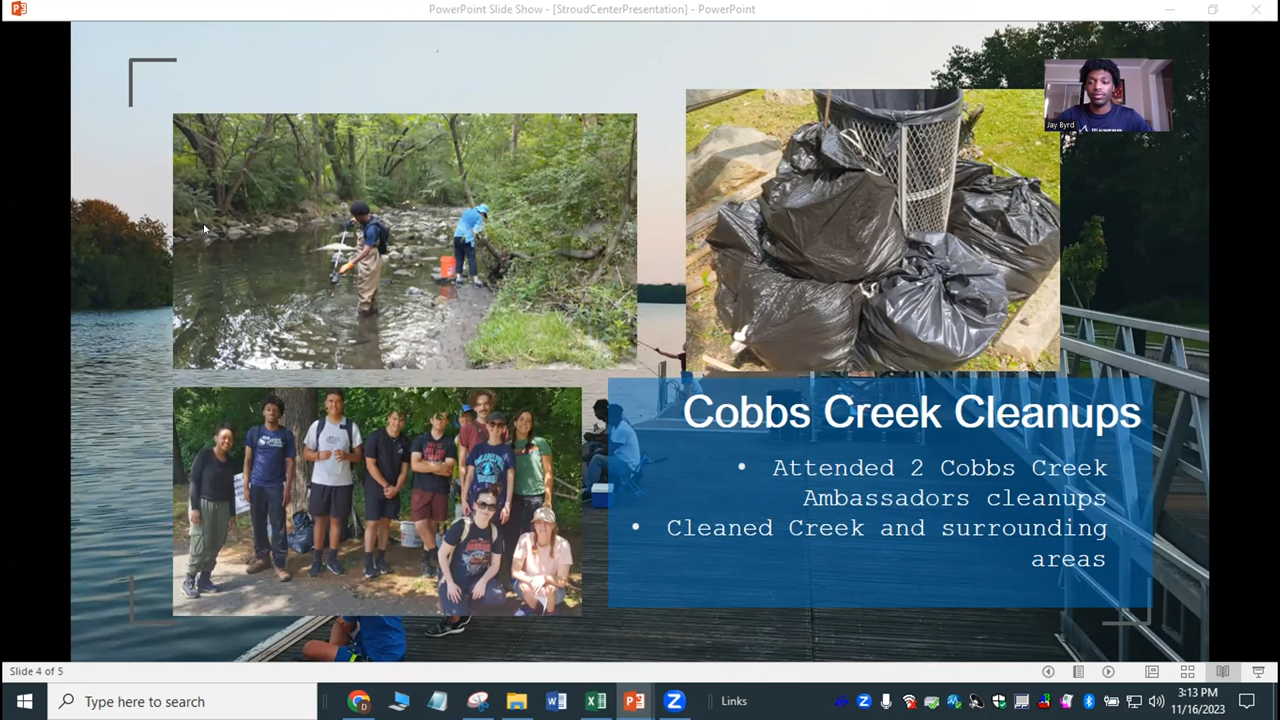 PowerPoint Slide Show - [StroudCenterPresentation] - PowerPoint
Jay Byrd
Cobbs Creek Cleanups
• Attended 2 Cobbs Creek
Ambassadors cleanups
• Cleaned Creek and surrounding
areas
Slide 4 of 5
Type here to search
Links
3:13 PM
11/16/2023